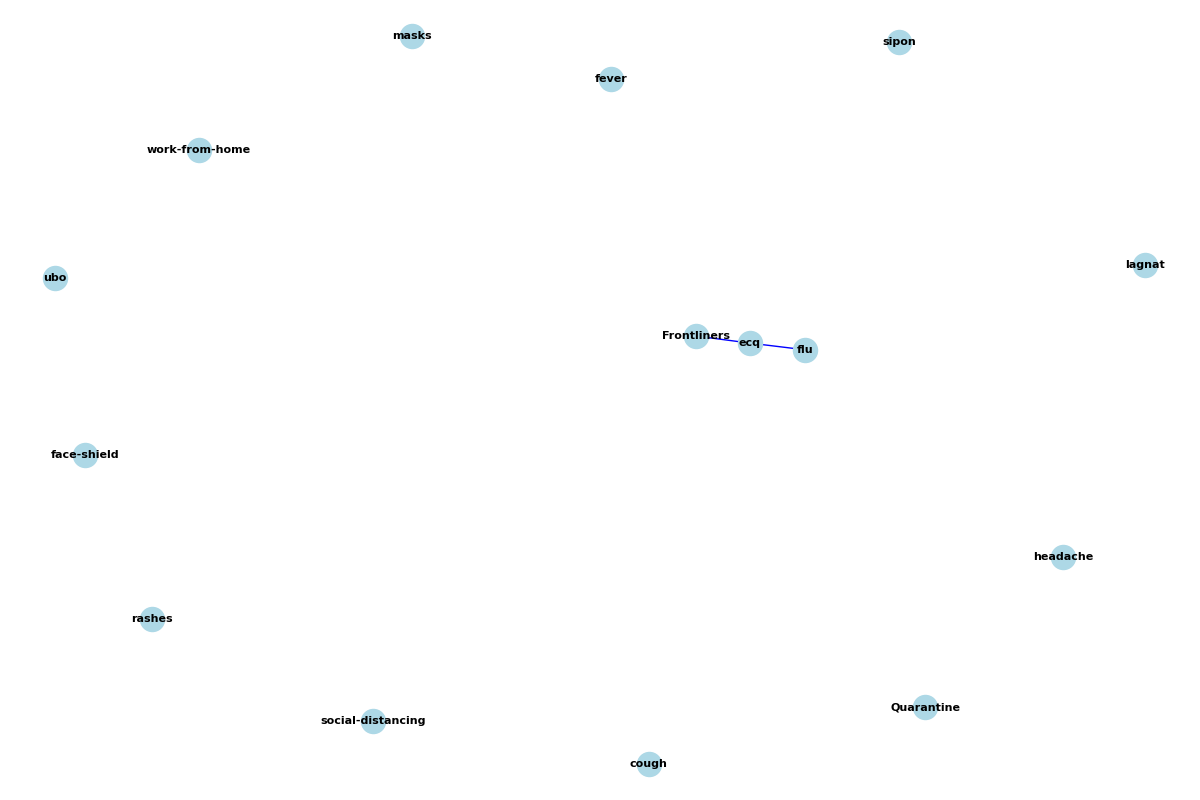 masks
sipon
fever
work-from-home
lagnat
ubo
Frontliners
ecq
flu
face-shield
headache
rashes
Quarantine
social-distancing
cough